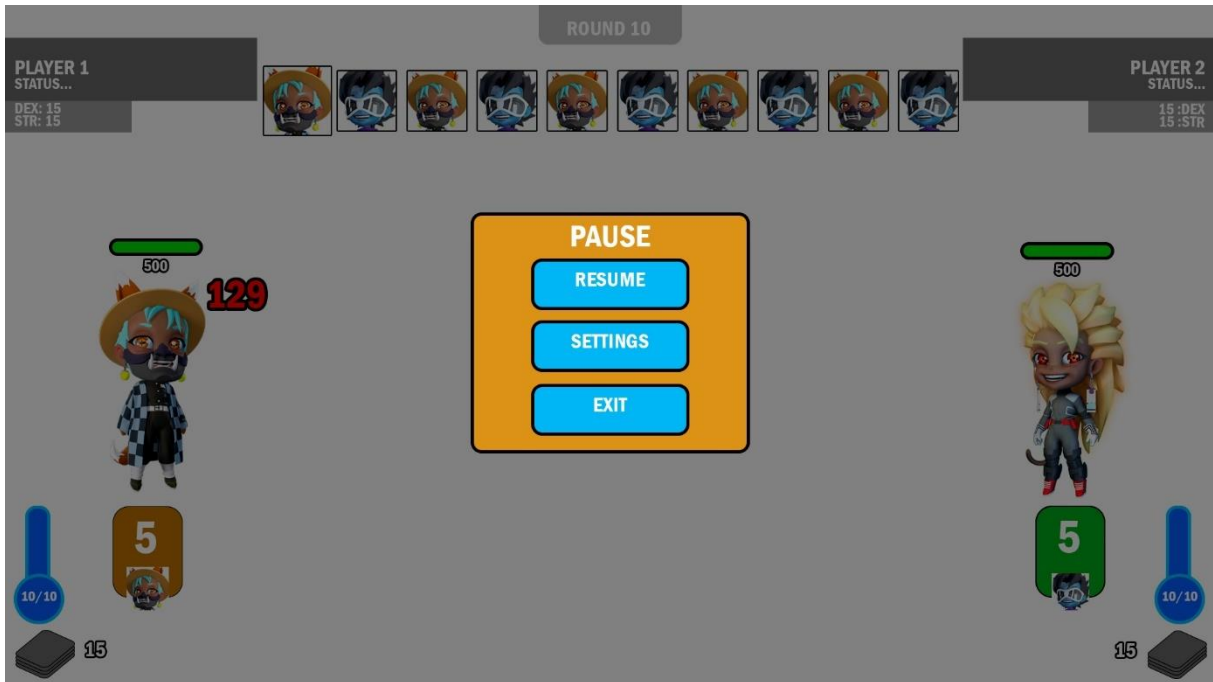 ROUND 10
PLAYER 1
STATUS...
DEX: 15
STR: 15
PLAYER 2
STATUS...
15 :DEX
15 :STR
PAUSE
RESUME
SETTINGS
EXIT
500
129
500
5
5
10/10
10/10
15
15